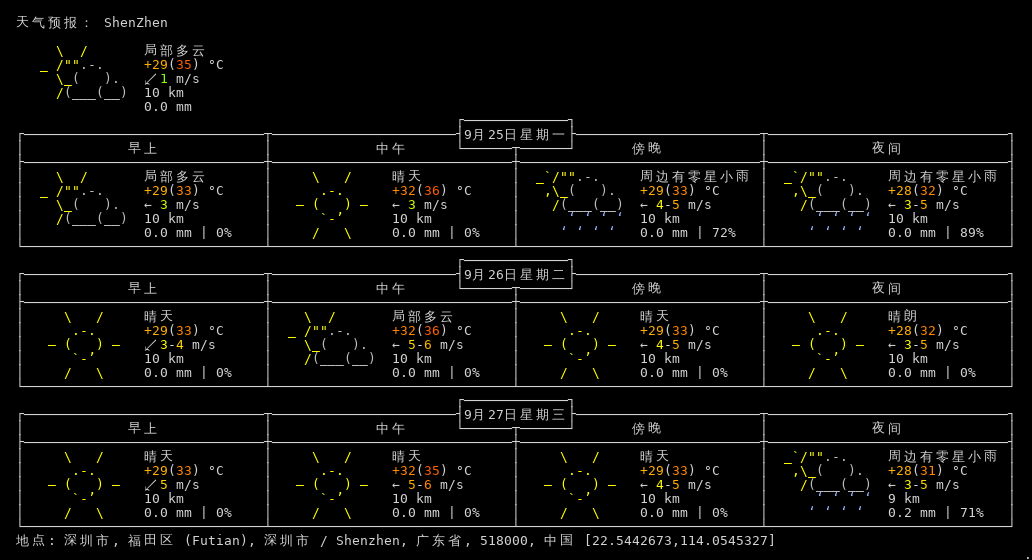 天气预报： ShenZhen
局部多云
+29(35) °C
↙ 1 m/s
10 km
0.0 mm
9月25日星期一
早上 中午 傍晚 夜间
局部多云 晴天 周边有零星小雨 周边有零星小雨
+29(33) °C +32(36) °C +29(33) °C +28(32) °C
← 3 m/s ← 3 m/s ← 4-5 m/s ← 3-5 m/s
10 km 10 km 10 km 10 km
0.0 mm | 0% 0.0 mm | 0% 0.0 mm | 72% 0.0 mm | 89%
9月26日星期二
早上 中午 傍晚 夜间
晴天 局部多云 晴天 晴朗
+29(33) °C +32(36) °C +29(33) °C +28(32) °C
↙ 3-4 m/s ← 5-6 m/s ← 4-5 m/s ← 3-5 m/s
10 km 10 km 10 km 10 km
0.0 mm | 0% 0.0 mm | 0% 0.0 mm | 0% 0.0 mm | 0%
9月27日星期三
早上 中午 傍晚 夜间
晴天 晴天 晴天 周边有零星小雨
+29(33) °C +32(35) °C +29(33) °C +28(31) °C
↙ 5 m/s ← 5-6 m/s ← 4-5 m/s ← 3-5 m/s
10 km 10 km 10 km 9 km
0.0 mm | 0% 0.0 mm | 0% 0.0 mm | 0% 0.2 mm | 71%
地点: 深圳市, 福田区 (Futian), 深圳市 / Shenzhen, 广东省, 518000, 中国 [22.5442673,114.0545327]